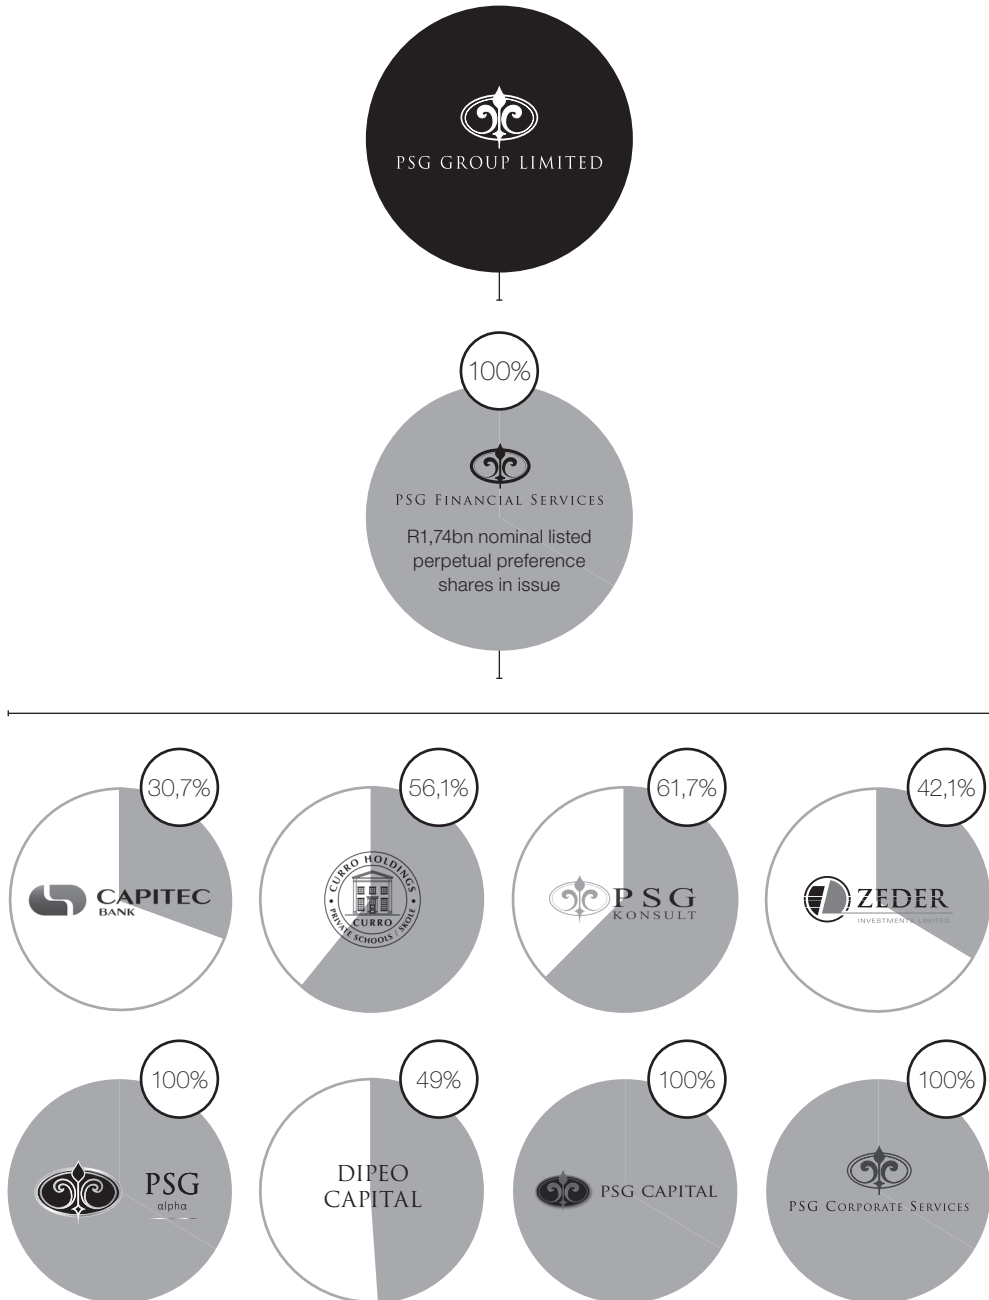 PSG GROUP LIMITED
100%
PSG FINANCIAL SERVICES
R1,74bn nominal listed
perpetual preference
shares in issue
30,7%
56,1%
61,7%
42,1%
CAPITEC
BANK
CURRO HOLDINGS
CURRO
PRIVATE SCHOOLS / SKOLE
PSG
KONSULT
ZEDER
INVESTMENTS LIMITED
100%
49%
100%
100%
PSG
alpha
DIPEO
CAPITAL
PSG CAPITAL
PSG CORPORATE SERVICES